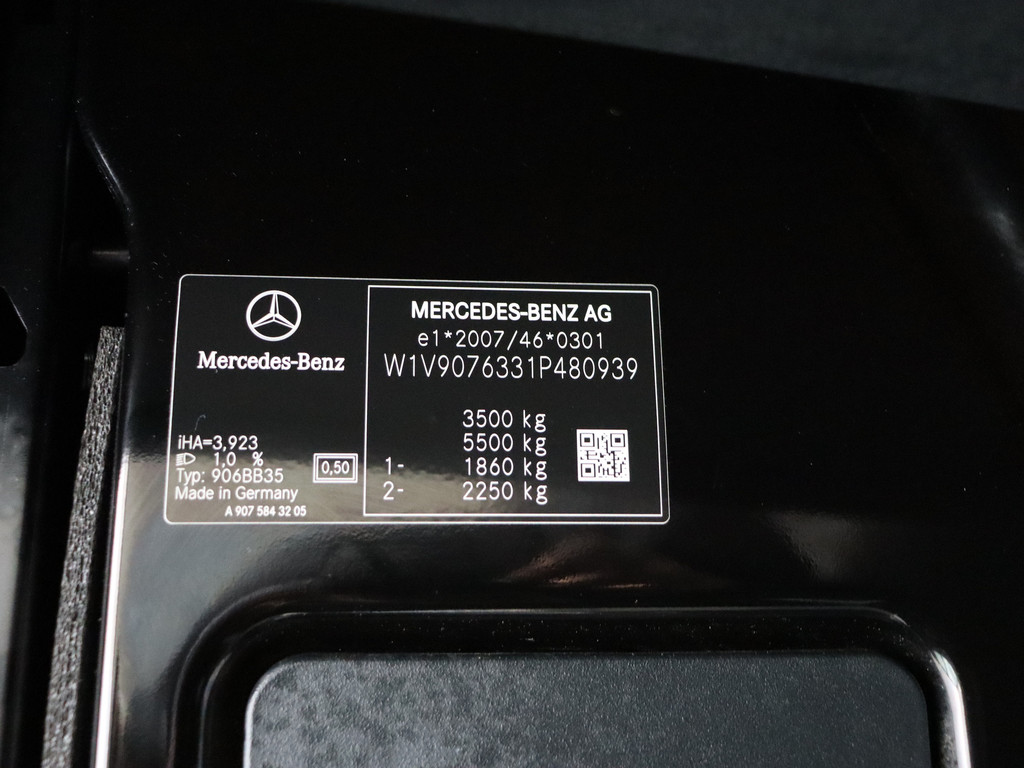 Mercedes-Benz
iHA=3,923
1,0 %
Typ: 906BB35
Made in Germany
A 907 584 32 05
0,50
MERCEDES-BENZ AG
e1*2007/46*0301
W1V9076331P480939
3500 kg
5500 kg
1- 1860 kg
2- 2250 kg